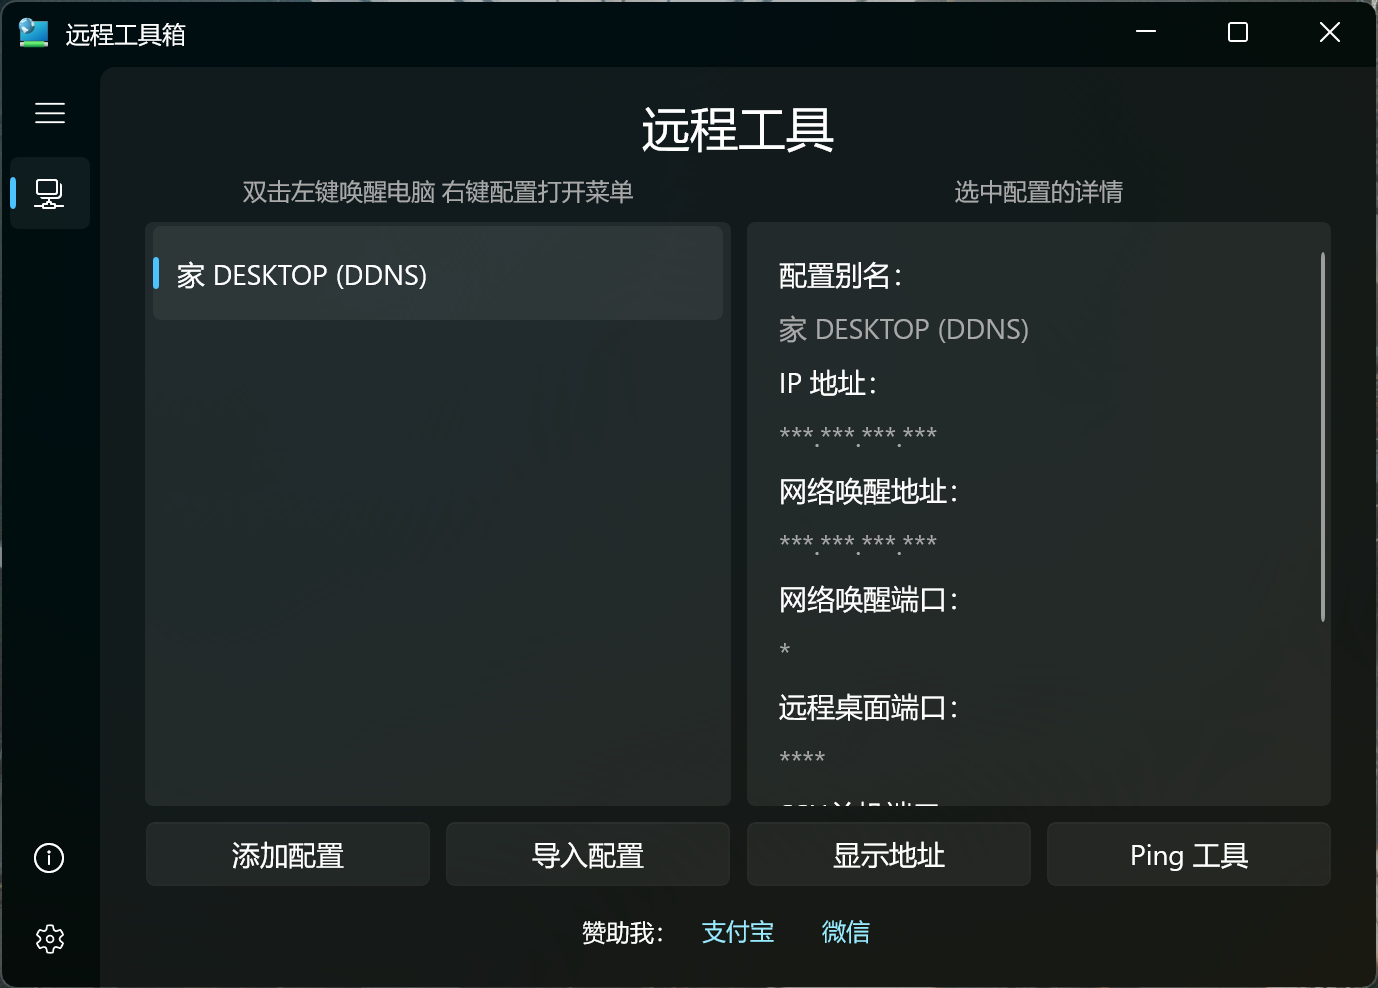 远程工具箱
远程工具
双击左键唤醒电脑 右键配置打开菜单
选中配置的详情
家 DESKTOP (DDNS)
配置别名：
家 DESKTOP (DDNS)
IP 地址：
***.***.***.***
网络唤醒地址：
***.***.***.***
网络唤醒端口：
*
远程桌面端口：
****
添加配置
导入配置
显示地址
Ping 工具
赞助我： 支付宝 微信